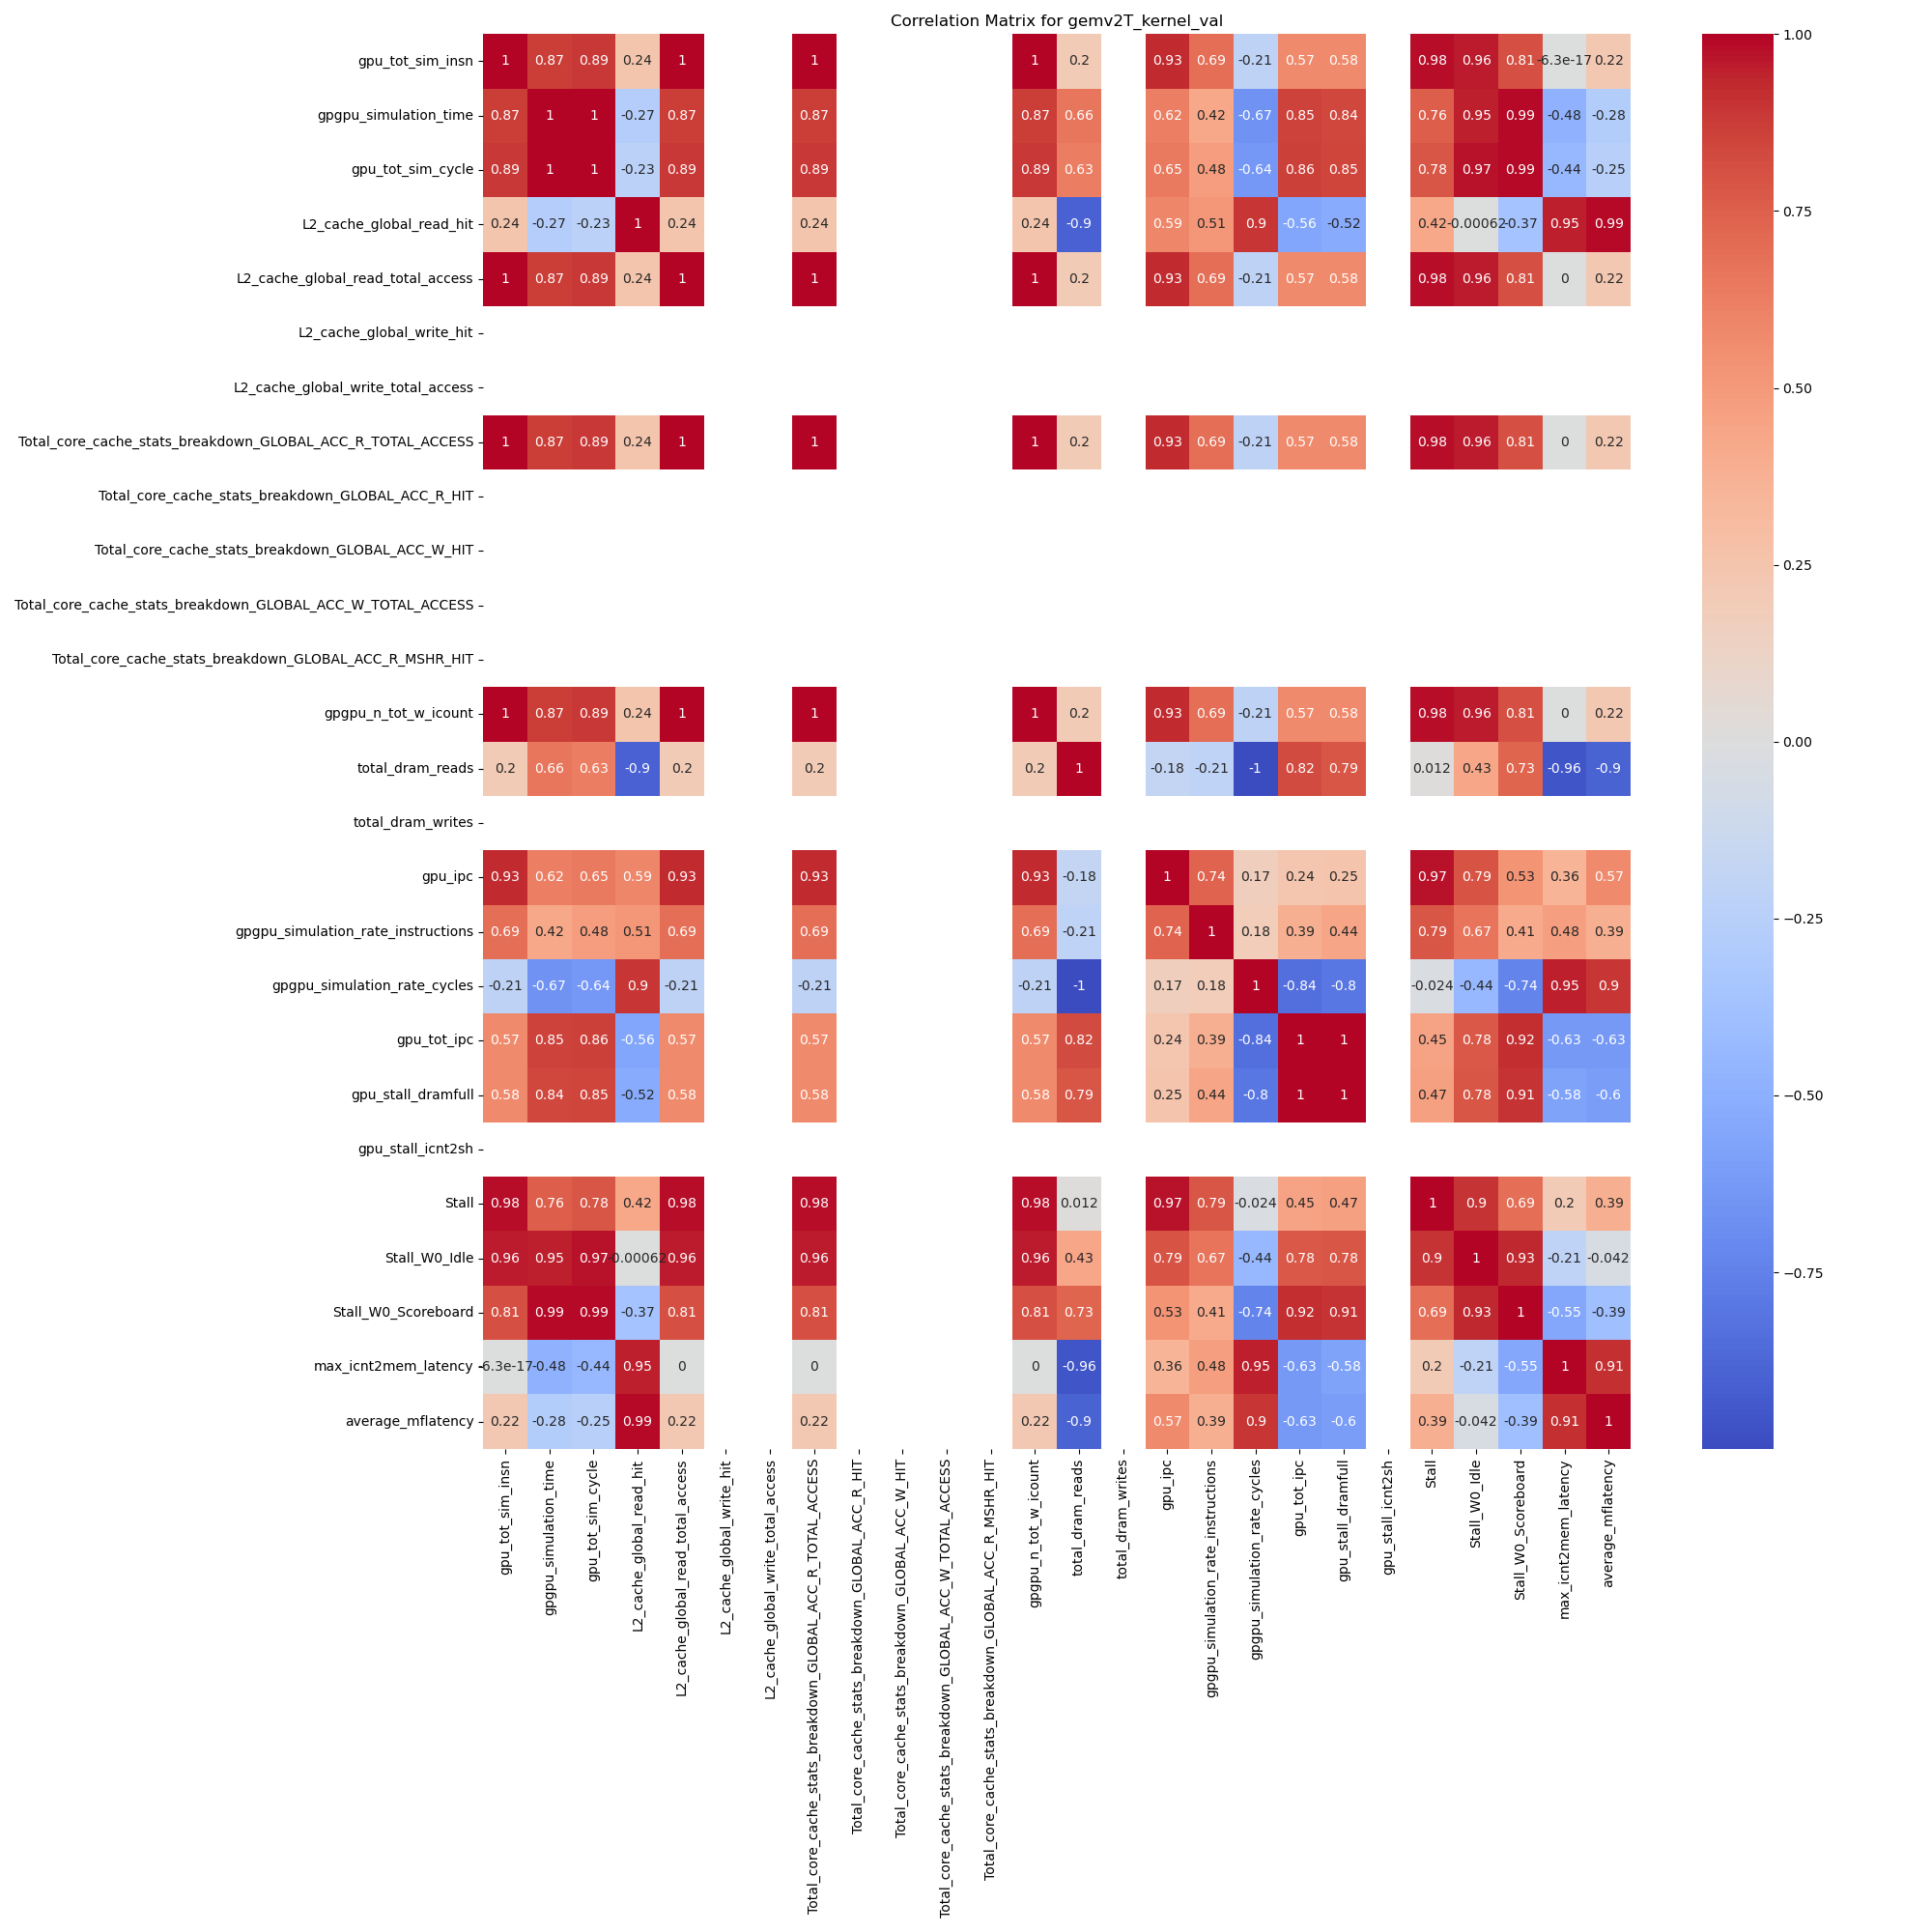 Correlation Matrix for gemv2T_kernel_val
gpu_tot_sim_insn 1 0.87 0.89 0.24 1 1 1 0.2 0.93 0.69 -0.21 0.57 0.58 0.98 0.96 0.81 -6.3e-17 0.22
gpgpu_simulation_time 0.87 1 1 -0.27 0.87 0.87 0.87 0.66 0.62 0.42 -0.67 0.85 0.84 0.76 0.95 0.99 -0.48 -0.28
gpu_tot_sim_cycle 0.89 1 1 -0.23 0.89 0.89 0.89 0.63 0.65 0.48 -0.64 0.86 0.85 0.78 0.97 0.99 -0.44 -0.25
L2_cache_global_read_hit 0.24 -0.27 -0.23 1 0.24 0.24 0.24 -0.9 0.59 0.51 0.9 -0.56 -0.52 0.42 -0.00062 -0.37 0.95 0.99
L2_cache_global_read_total_access 1 0.87 0.89 0.24 1 1 1 0.2 0.93 0.69 -0.21 0.57 0.58 0.98 0.96 0.81 0 0.22
L2_cache_global_write_hit
L2_cache_global_write_total_access
Total_core_cache_stats_breakdown_GLOBAL_ACC_R_TOTAL_ACCESS 1 0.87 0.89 0.24 1 1 1 0.2 0.93 0.69 -0.21 0.57 0.58 0.98 0.96 0.81 0 0.22
Total_core_cache_stats_breakdown_GLOBAL_ACC_R_HIT
Total_core_cache_stats_breakdown_GLOBAL_ACC_W_HIT
Total_core_cache_stats_breakdown_GLOBAL_ACC_W_TOTAL_ACCESS
Total_core_cache_stats_breakdown_GLOBAL_ACC_R_MSHR_HIT
gpgpu_n_tot_w_icount 1 0.87 0.89 0.24 1 1 1 0.2 0.93 0.69 -0.21 0.57 0.58 0.98 0.96 0.81 0 0.22
total_dram_reads 0.2 0.66 0.63 -0.9 0.2 0.2 0.2 1 -0.18 -0.21 -1 0.82 0.79 0.012 0.43 0.73 -0.96 -0.9
total_dram_writes
gpu_ipc 0.93 0.62 0.65 0.59 0.93 0.93 0.93 -0.18 1 0.74 0.17 0.24 0.25 0.97 0.79 0.53 0.36 0.57
gpgpu_simulation_rate_instructions 0.69 0.42 0.48 0.51 0.69 0.69 0.69 -0.21 0.74 1 0.18 0.39 0.44 0.79 0.67 0.41 0.48 0.39
gpgpu_simulation_rate_cycles -0.21 -0.67 -0.64 0.9 -0.21 -0.21 -0.21 -1 0.17 0.18 1 -0.84 -0.8 -0.024 -0.44 -0.74 0.95 0.9
gpu_tot_ipc 0.57 0.85 0.86 -0.56 0.57 0.57 0.57 0.82 0.24 0.39 -0.84 1 1 0.45 0.78 0.92 -0.63 -0.63
gpu_stall_dramfull 0.58 0.84 0.85 -0.52 0.58 0.58 0.58 0.79 0.25 0.44 -0.8 1 1 0.47 0.78 0.91 -0.58 -0.6
gpu_stall_icnt2sh
Stall 0.98 0.76 0.78 0.42 0.98 0.98 0.98 0.012 0.97 0.79 -0.024 0.45 0.47 1 0.9 0.69 0.2 0.39
Stall_W0_Idle 0.96 0.95 0.97 -0.00062 0.96 0.96 0.96 0.43 0.79 0.67 -0.44 0.78 0.78 0.9 1 0.93 -0.21 -0.042
Stall_W0_Scoreboard 0.81 0.99 0.99 -0.37 0.81 0.81 0.81 0.73 0.53 0.41 -0.74 0.92 0.91 0.69 0.93 1 -0.55 -0.39
max_icnt2mem_latency -6.3e-17 -0.48 -0.44 0.95 0 0 0 -0.96 0.36 0.48 0.95 -0.63 -0.58 0.2 -0.21 -0.55 1 0.91
average_mflatency 0.22 -0.28 -0.25 0.99 0.22 0.22 0.22 -0.9 0.57 0.39 0.9 -0.63 -0.6 0.39 -0.042 -0.39 0.91 1
gpu_tot_sim_insn
gpgpu_simulation_time
gpu_tot_sim_cycle
L2_cache_global_read_hit
L2_cache_global_read_total_access
L2_cache_global_write_hit
L2_cache_global_write_total_access
Total_core_cache_stats_breakdown_GLOBAL_ACC_R_TOTAL_ACCESS
Total_core_cache_stats_breakdown_GLOBAL_ACC_R_HIT
Total_core_cache_stats_breakdown_GLOBAL_ACC_W_HIT
Total_core_cache_stats_breakdown_GLOBAL_ACC_W_TOTAL_ACCESS
Total_core_cache_stats_breakdown_GLOBAL_ACC_R_MSHR_HIT
gpgpu_n_tot_w_icount
total_dram_reads
total_dram_writes
gpu_ipc
gpgpu_simulation_rate_instructions
gpgpu_simulation_rate_cycles
gpu_tot_ipc
gpu_stall_dramfull
gpu_stall_icnt2sh
Stall
Stall_W0_Idle
Stall_W0_Scoreboard
max_icnt2mem_latency
average_mflatency
1.00
0.75
0.50
0.25
0.00
−0.25
−0.50
−0.75